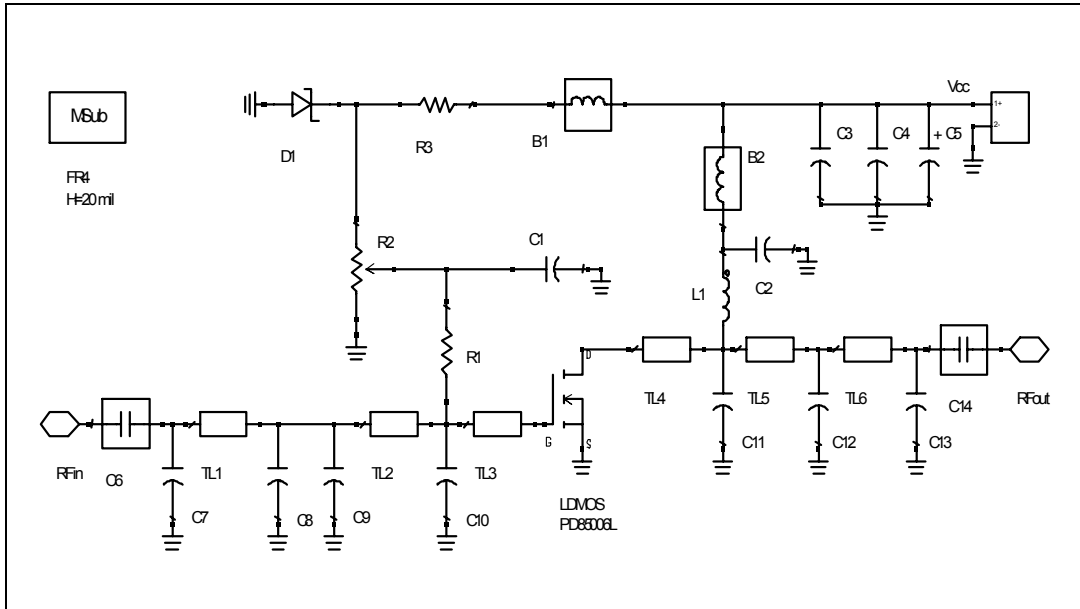 MSub
FR4
H=20 mil
D1
R3
B1
Vcc
1+
2-
C3
C4
+ C5
B2
R2
C1
L1
C2
R1
D
G
S
TL4
TL5
TL6
C14
RFout
C11
C12
C13
RFin
C6
TL1
TL2
TL3
C7
C8
C9
C10
LDMOS
PD85006L